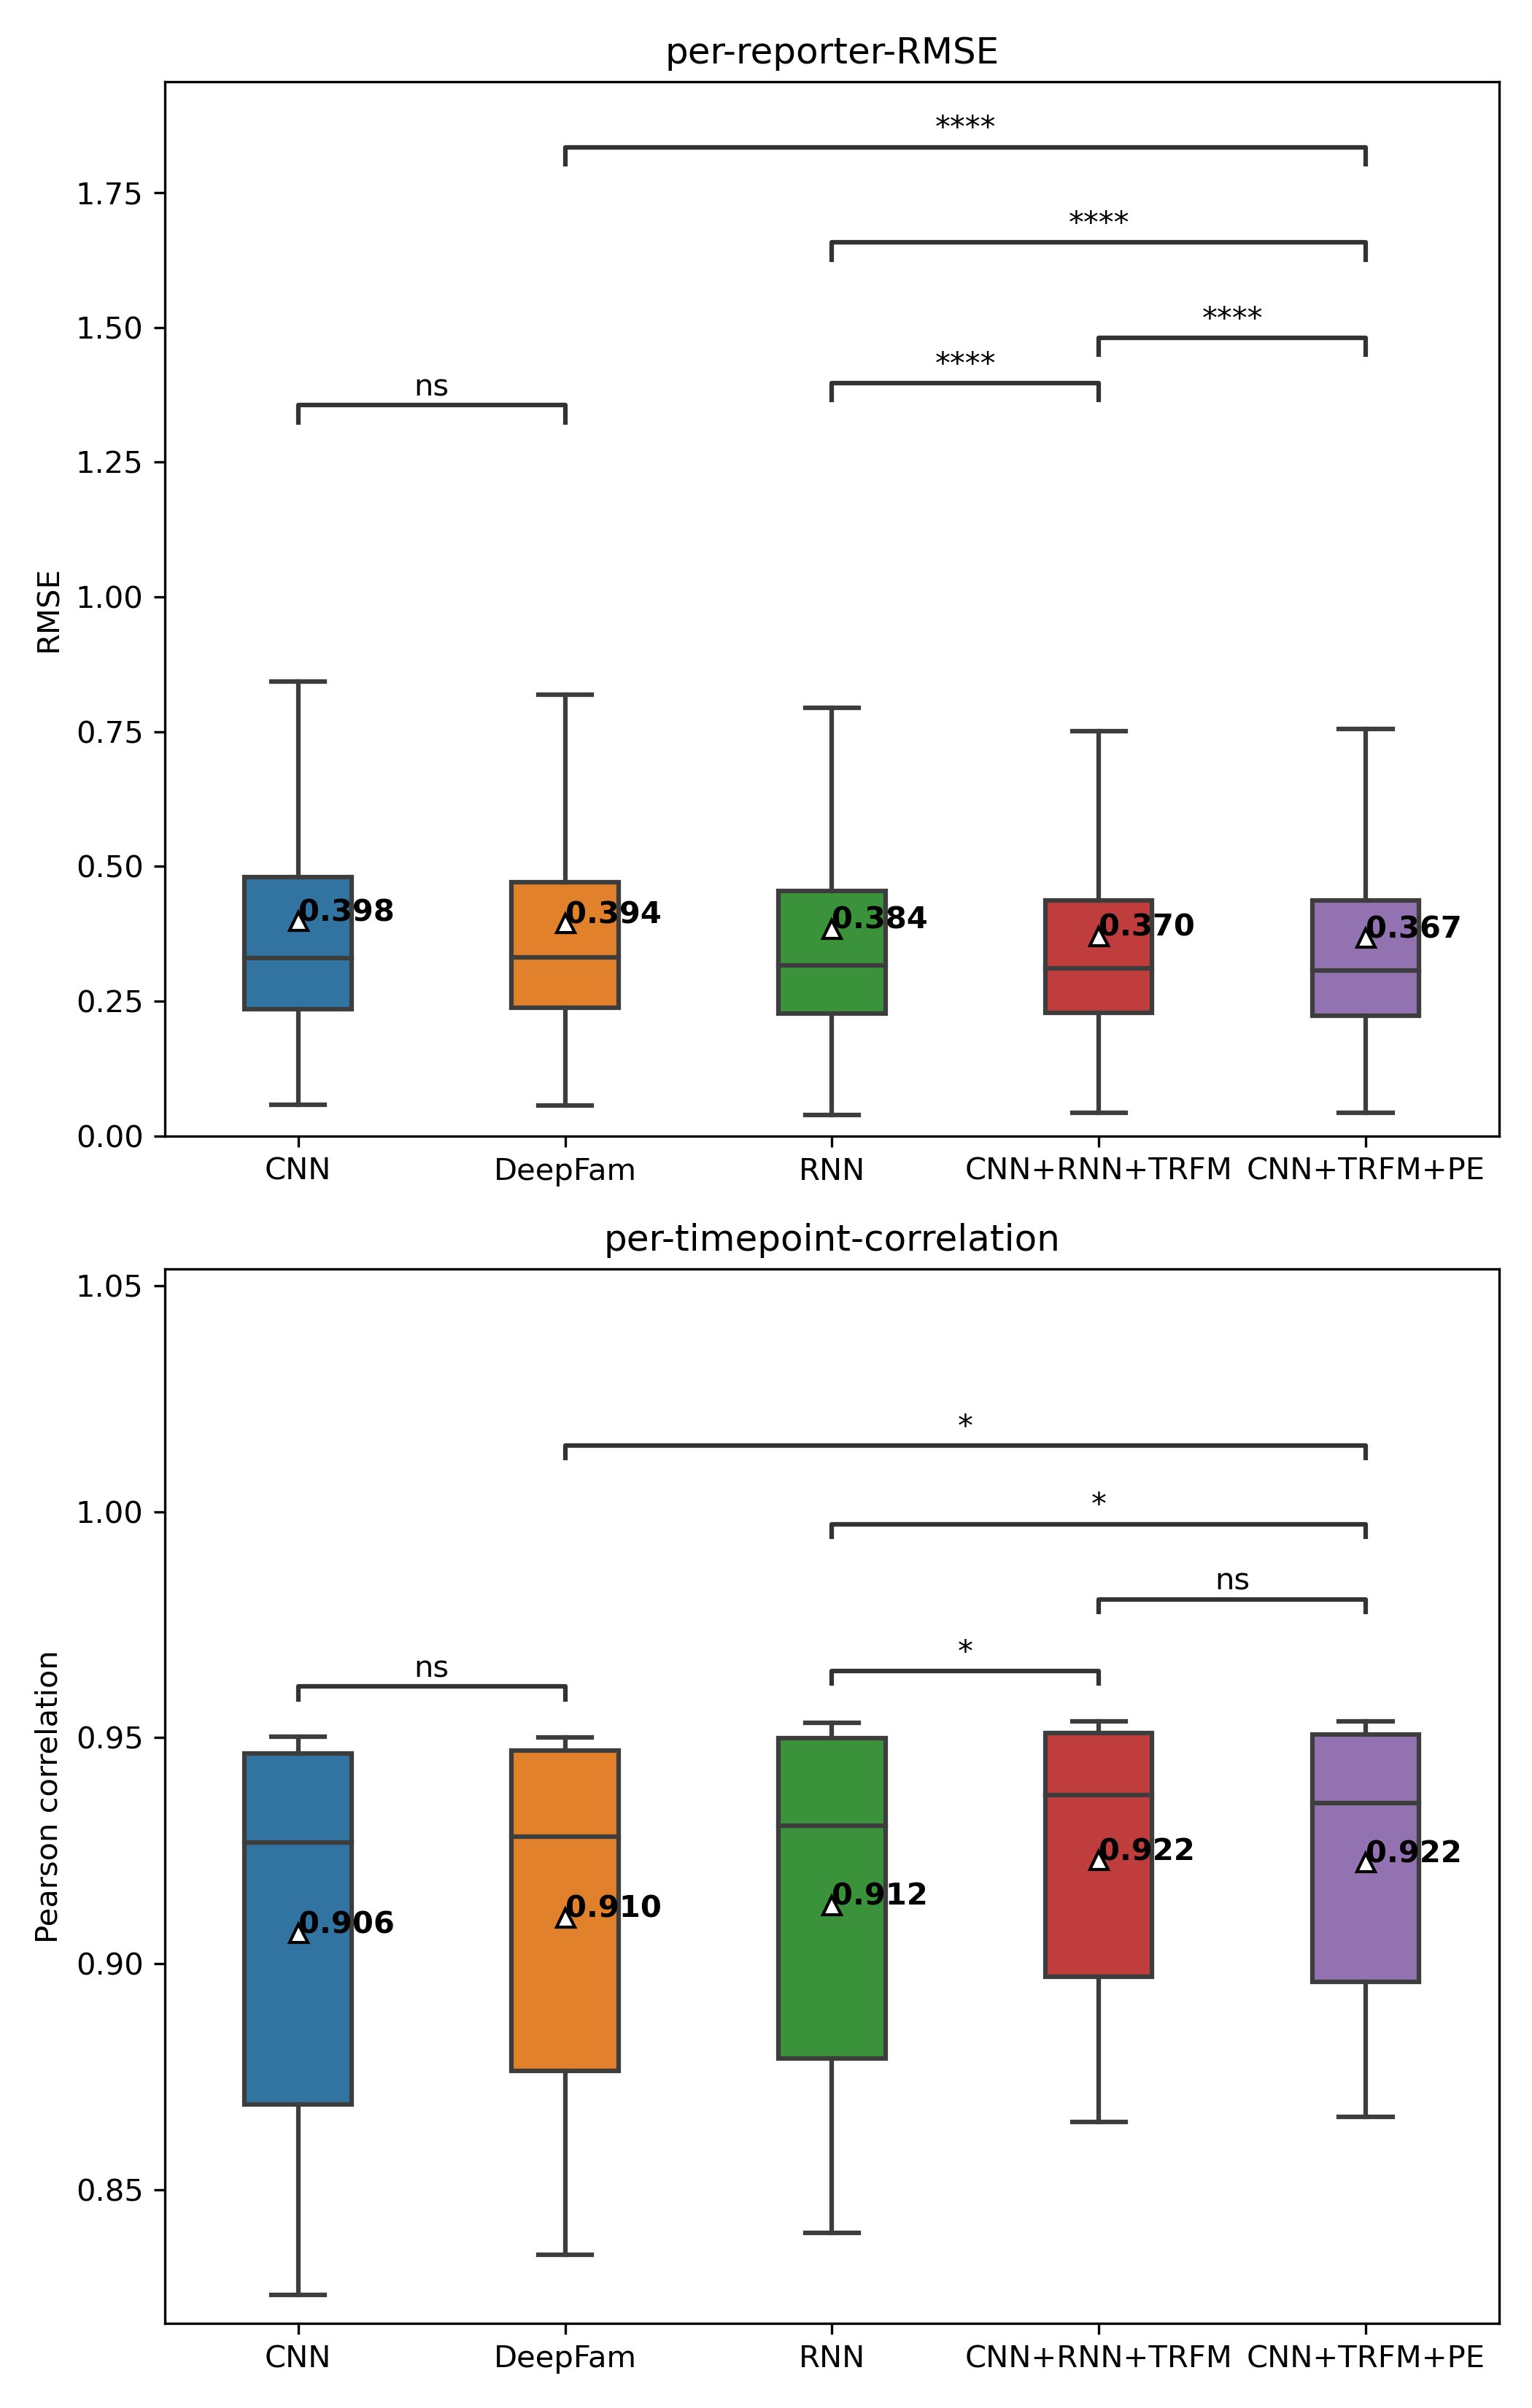 per-reporter-RMSE
****
1.75
****
1.50
****
****
ns
1.25
RMSE
1.00
0.75
0.50
0.398
0.394
0.384
0.370
0.367
0.25
0.00
CNN
DeepFam
RNN
CNN+RNN+TRFM
CNN+TRFM+PE
per-timepoint-correlation
1.05
*
1.00
*
ns
*
ns
0.95
Pearson correlation
0.906
0.910
0.912
0.922
0.922
0.90
0.85
CNN
DeepFam
RNN
CNN+RNN+TRFM
CNN+TRFM+PE